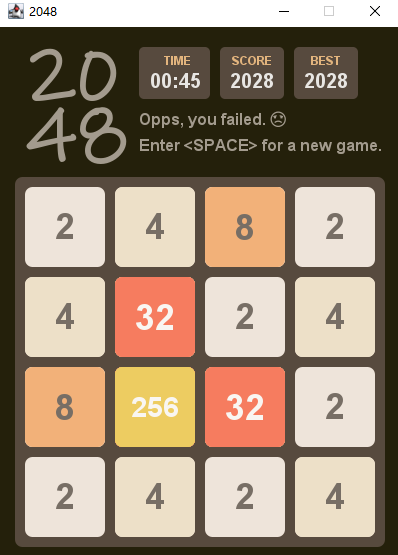 2048
20
48
TIME
00:45
SCORE
2028
BEST
2028
Opps, you failed. ☹
Enter <SPACE> for a new game.
2 4 8 2
4 32 2 4
8 256 32 2
2 4 2 4